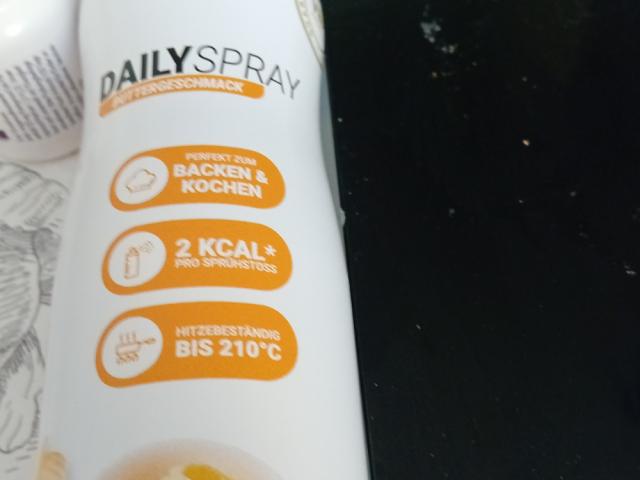 DAILYSPRAY
BUTTERGESCHMACK
PERFEKT ZUM
BACKEN &
KOCHEN
2 KCAL*
PRO SPRÜHSTOSS
HITZEBESTÄNDIG
BIS 210°C